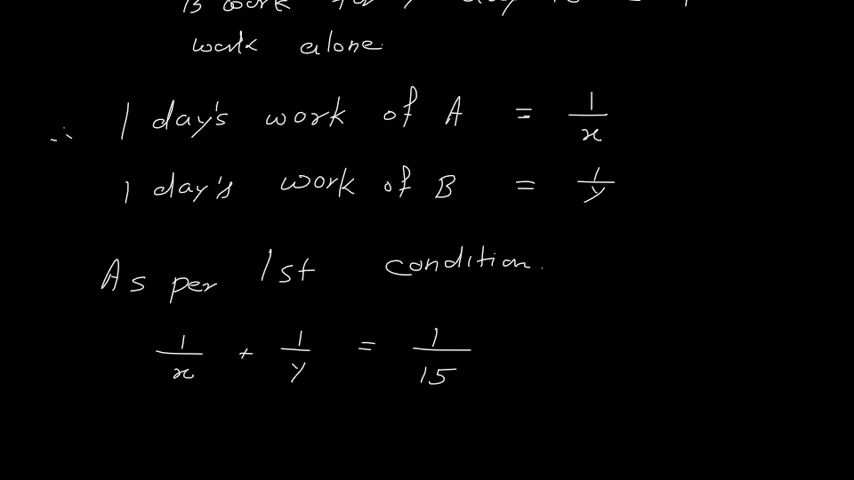 work alone
∴ 1 day's work of A = 1/x
1 day's work of B = 1/y
As per 1st condition.
1/x + 1/y = 1/15